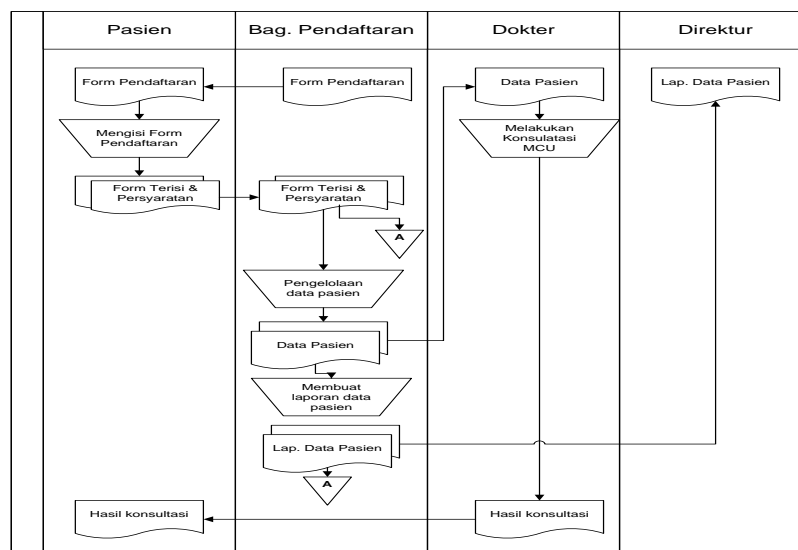 Pasien
Bag. Pendaftaran
Dokter
Direktur
Form Pendaftaran
Form Pendaftaran
Data Pasien
Lap. Data Pasien
Mengisi Form
Pendaftaran
Melakukan
Konsulatasi
MCU
Form Terisi &
Persyaratan
Form Terisi &
Persyaratan
A
Pengelolaan
data pasien
Data Pasien
Membuat
laporan data
pasien
Lap. Data Pasien
A
Hasil konsultasi
Hasil konsultasi